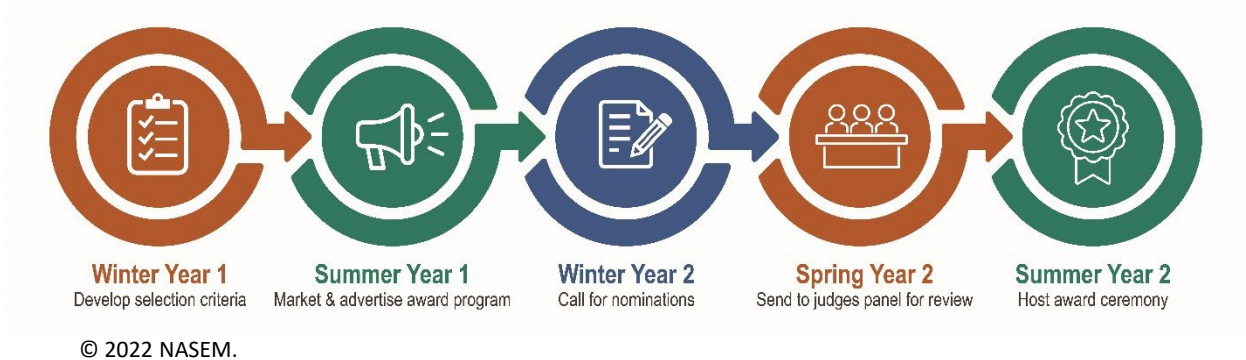 Winter Year 1
Develop selection criteria
Summer Year 1
Market & advertise award program
Winter Year 2
Call for nominations
Spring Year 2
Send to judges panel for review
Summer Year 2
Host award ceremony
© 2022 NASEM.